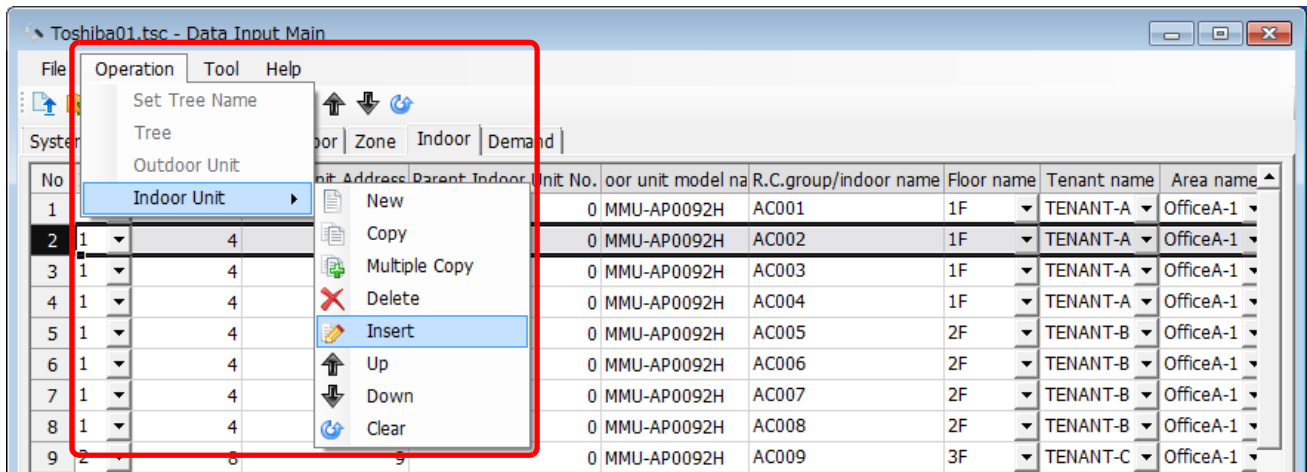 Toshiba01.tsc - Data Input Main
File Operation Tool Help
Set Tree Name
Tree
Outdoor Unit
Indoor Unit
Syster oor Zone Indoor Demand
No nit Address Parent Indoor Unit No. oor unit model na R.C.group/indoor name Floor name Tenant name Area name
New
Copy
Multiple Copy
Delete
Insert
Up
Down
Clear
1 0 MMU-AP0092H AC001 1F TENANT-A OfficeA-1
2 1 4 0 MMU-AP0092H AC002 1F TENANT-A OfficeA-1
3 1 4 0 MMU-AP0092H AC003 1F TENANT-A OfficeA-1
4 1 4 0 MMU-AP0092H AC004 1F TENANT-A OfficeA-1
5 1 4 0 MMU-AP0092H AC005 2F TENANT-B OfficeA-1
6 1 4 0 MMU-AP0092H AC006 2F TENANT-B OfficeA-1
7 1 4 0 MMU-AP0092H AC007 2F TENANT-B OfficeA-1
8 1 4 0 MMU-AP0092H AC008 2F TENANT-B OfficeA-1
9 2 8 9 0 MMU-AP0092H AC009 3F TENANT-C OfficeA-1